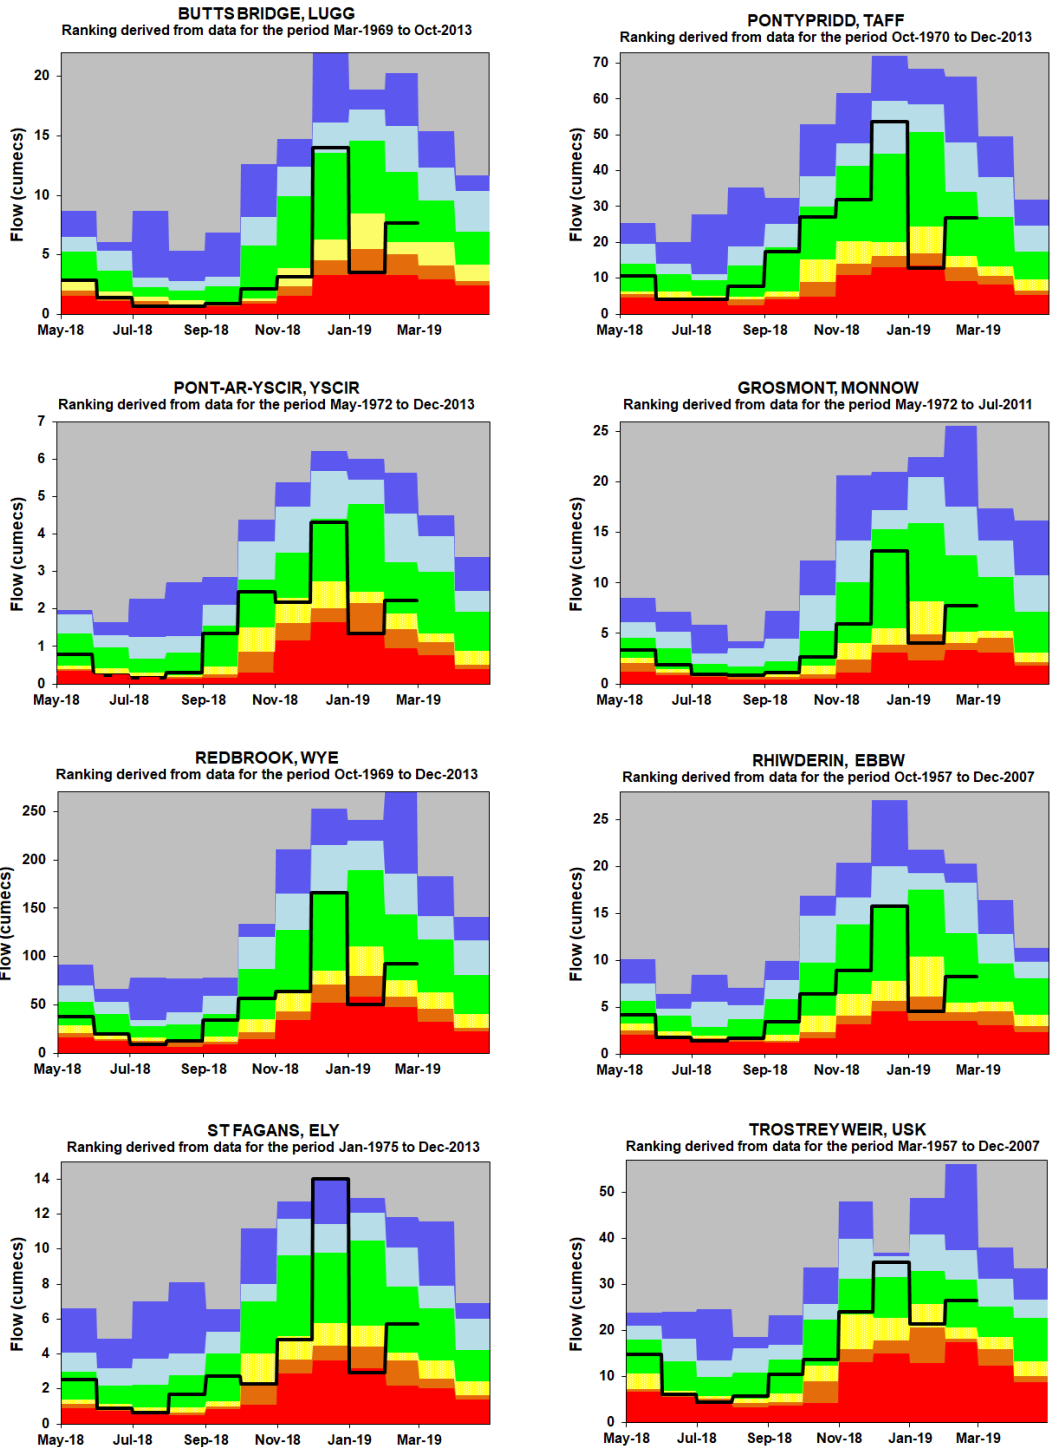 BUTTS BRIDGE, LUGG
Ranking derived from data for the period Mar-1969 to Oct-2013
Flow (cumecs)
20
15
10
5
0
May-18 Jul-18 Sep-18 Nov-18 Jan-19 Mar-19
PONTYPRIDD, TAFF
Ranking derived from data for the period Oct-1970 to Dec-2013
Flow (cumecs)
70
60
50
40
30
20
10
0
May-18 Jul-18 Sep-18 Nov-18 Jan-19 Mar-19
PONT-AR-YSCIR, YSCIR
Ranking derived from data for the period May-1972 to Dec-2013
Flow (cumecs)
7
6
5
4
3
2
1
0
May-18 Jul-18 Sep-18 Nov-18 Jan-19 Mar-19
GROSMONT, MONNOW
Ranking derived from data for the period May-1972 to Jul-2011
Flow (cumecs)
25
20
15
10
5
0
May-18 Jul-18 Sep-18 Nov-18 Jan-19 Mar-19
REDBROOK, WYE
Ranking derived from data for the period Oct-1969 to Dec-2013
Flow (cumecs)
250
200
150
100
50
0
May-18 Jul-18 Sep-18 Nov-18 Jan-19 Mar-19
RHIWDERIN, EBBW
Ranking derived from data for the period Oct-1957 to Dec-2007
Flow (cumecs)
25
20
15
10
5
0
May-18 Jul-18 Sep-18 Nov-18 Jan-19 Mar-19
ST FAGANS, ELY
Ranking derived from data for the period Jan-1975 to Dec-2013
Flow (cumecs)
14
12
10
8
6
4
2
0
May-18 Jul-18 Sep-18 Nov-18 Jan-19 Mar-19
TROSTREY WEIR, USK
Ranking derived from data for the period Mar-1957 to Dec-2007
Flow (cumecs)
50
40
30
20
10
0
May-18 Jul-18 Sep-18 Nov-18 Jan-19 Mar-19